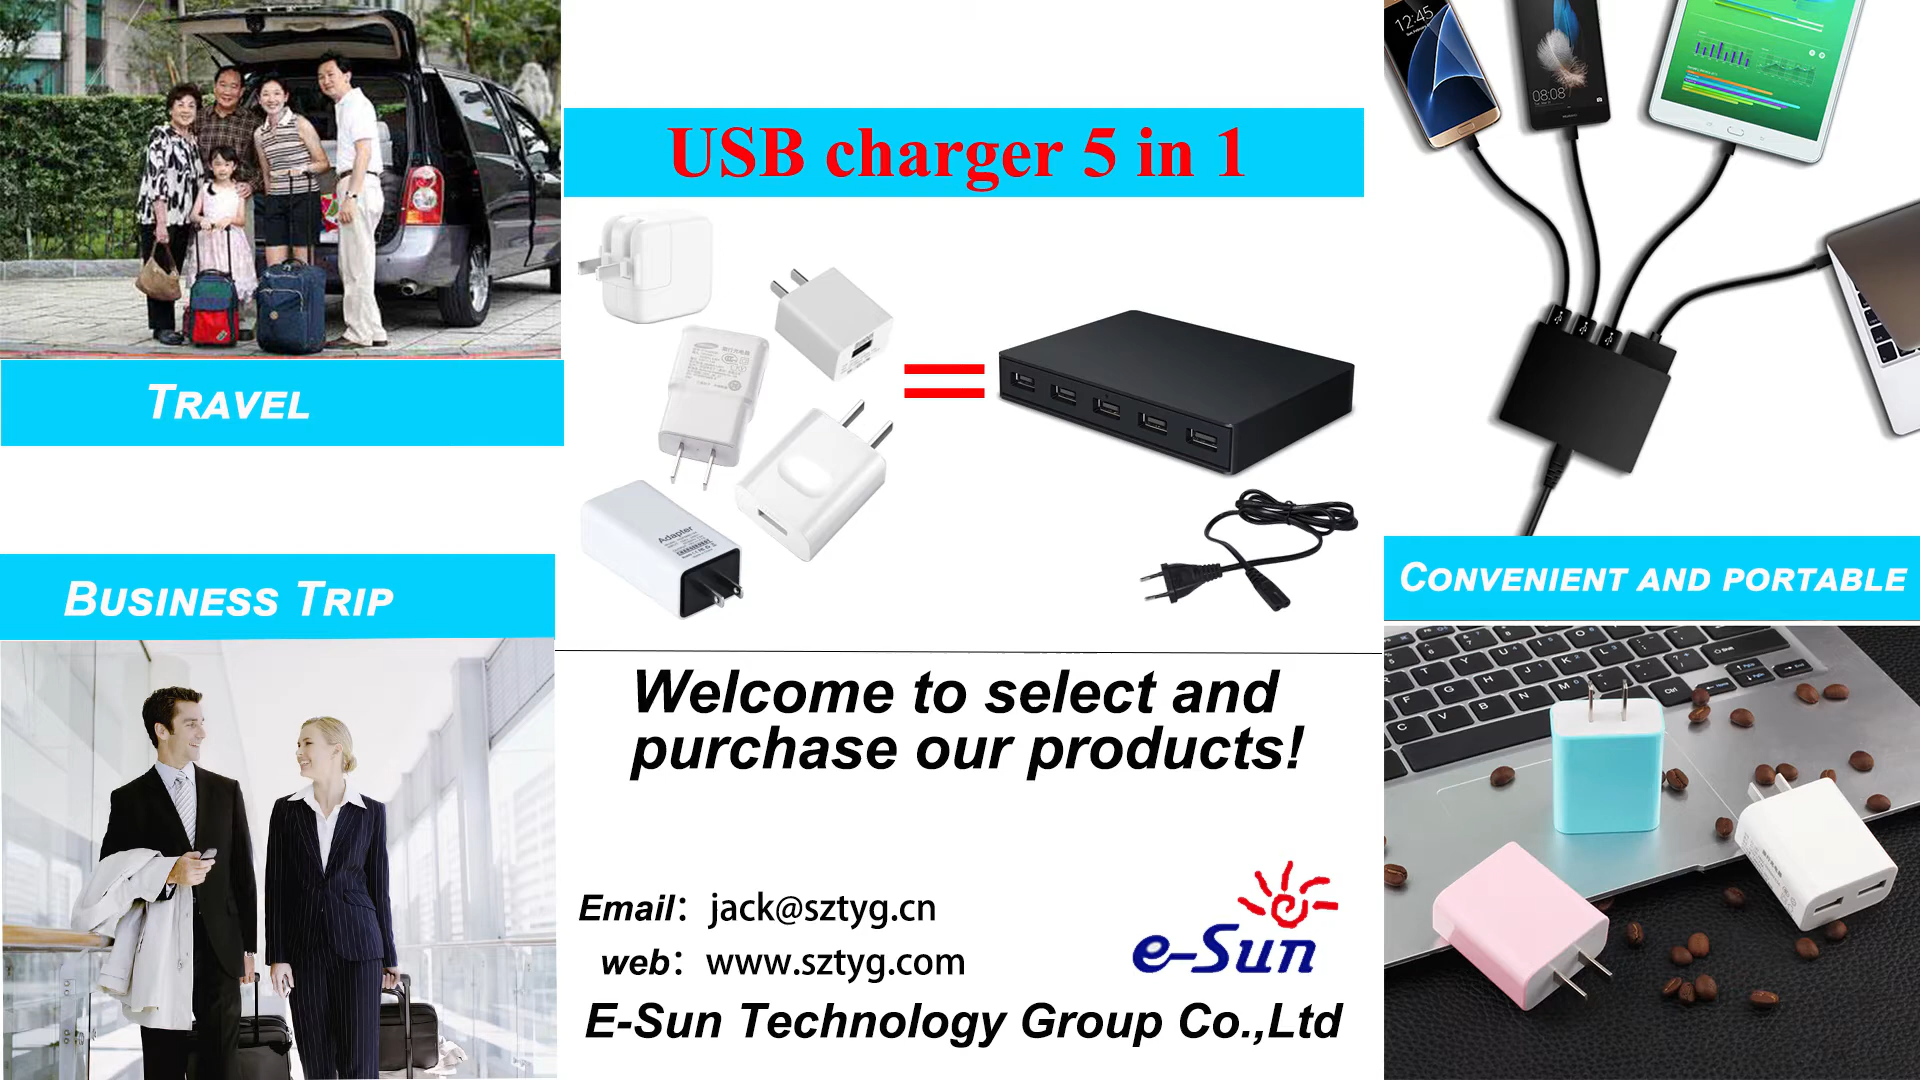 TRAVEL
BUSINESS TRIP
USB charger 5 in 1
Adapter
Welcome to select and
purchase our products!
Email: jack@sztyg.cn
web: www.sztyg.com
e-Sun
E-Sun Technology Group Co.,Ltd
12:45
08:08
CONVENIENT AND PORTABLE